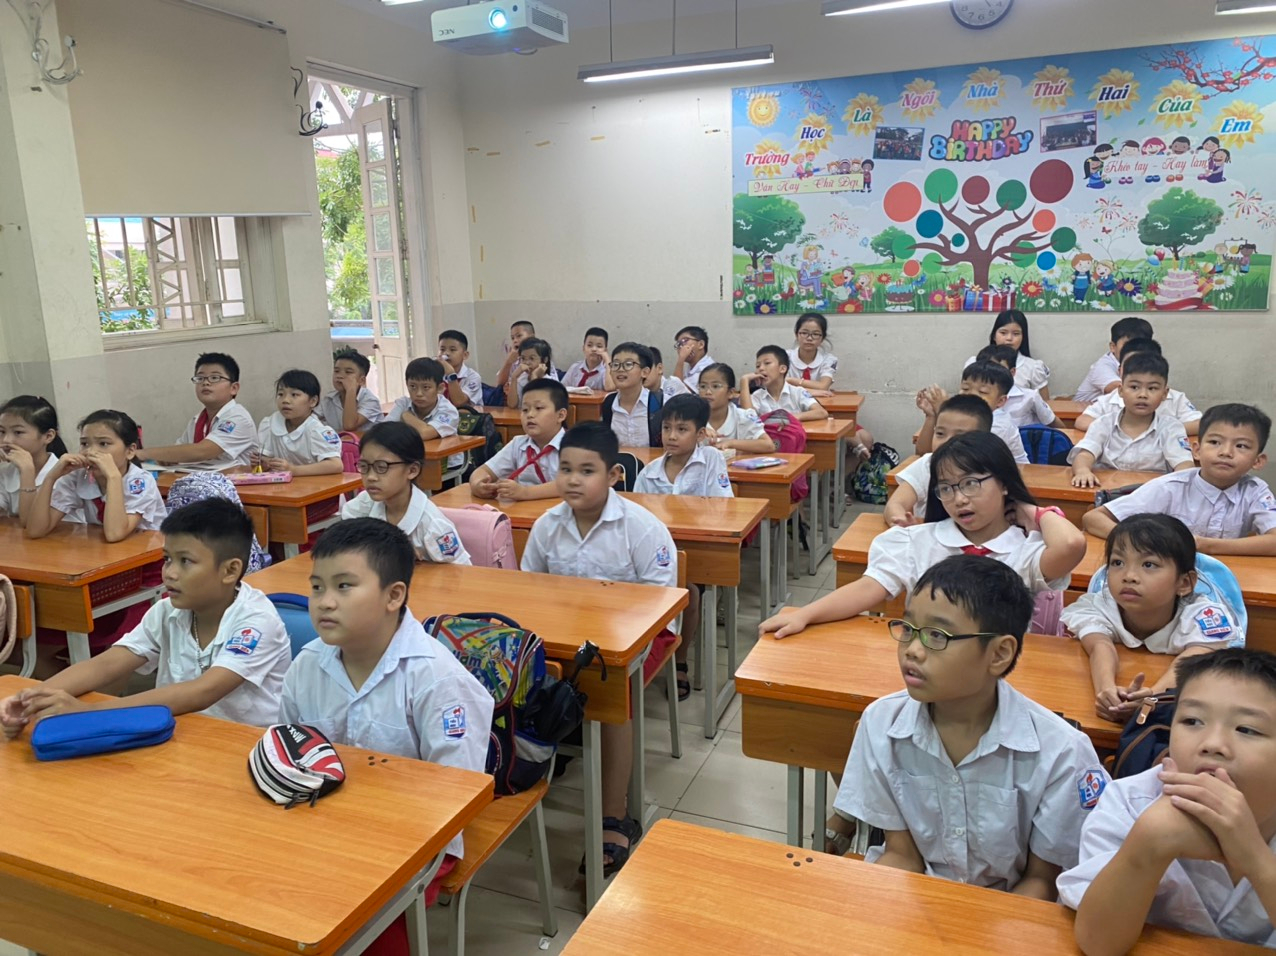 NEC
Trường Học Là Ngôi Nhà Thứ Hai Của Em
HAPPY
BIRTHDAY
Văn Hay - Chữ Đẹp
Khéo tay - Hay làm